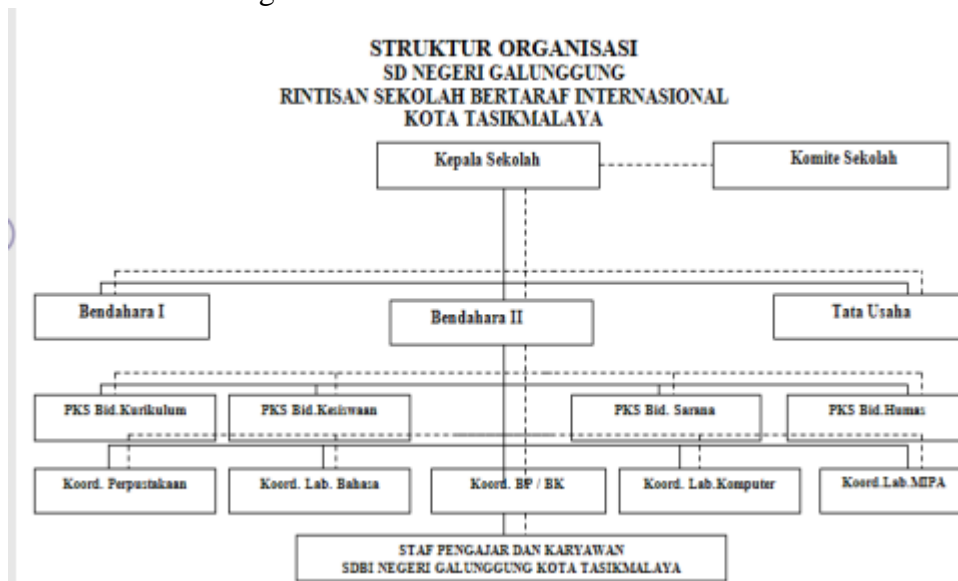 STRUKTUR ORGANISASI
SD NEGERI GALUNGGUNG
RINTISAN SEKOLAH BERTARAF INTERNASIONAL
KOTA TASIKMALAYA
Kepala Sekolah
Komite Sekolah
Bendahara I
Bendahara II
Tata Usaha
PKS Bid.Kurikulum
PKS Bid.Kesiswaan
PKS Bid. Sarana
PKS Bid.Humas
Koord. Perpustakaan
Koord. Lab. Bahasa
Koord. BP / BK
Koord. Lab.Komputer
Koord.Lab.MIPA
STAF PENGAJAR DAN KARYAWAN
SDBI NEGERI GALUNGGUNG KOTA TASIKMALAYA